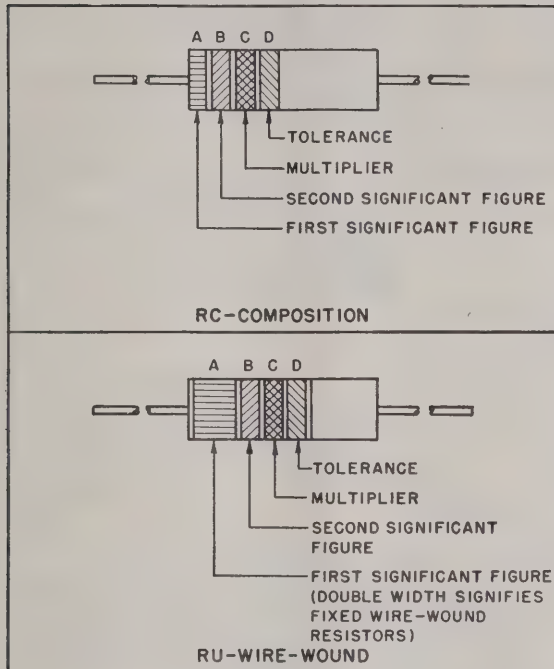 A B C D
TOLERANCE
MULTIPLIER
SECOND SIGNIFICANT FIGURE
FIRST SIGNIFICANT FIGURE
RC-COMPOSITION
A B C D
TOLERANCE
MULTIPLIER
SECOND SIGNIFICANT
FIGURE
FIRST SIGNIFICANT FIGURE
(DOUBLE WIDTH SIGNIFIES
FIXED WIRE-WOUND
RESISTORS)
RU-WIRE-WOUND